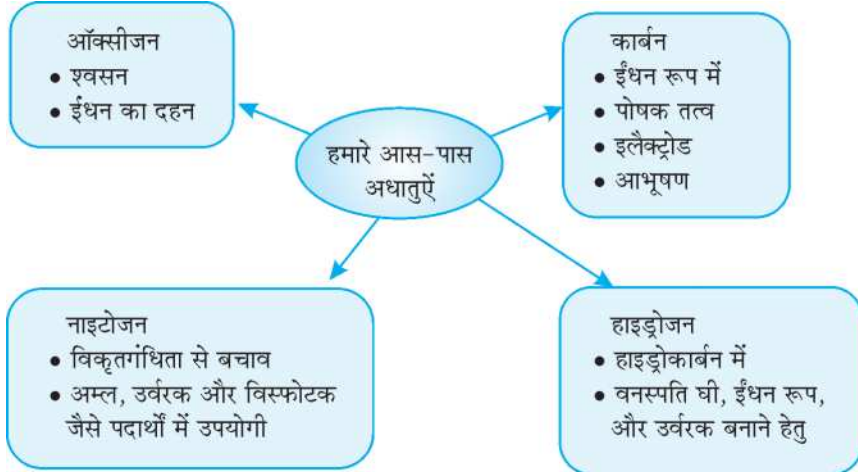 ऑक्सीजन
• श्वसन
• ईधन का दहन
कार्बन
• ईंधन रूप में
• पोषक तत्व
• इलैक्ट्रोड
• आभूषण
हमारे आस-पास
अधातुऐं
नाइटोजन
• विकृतगंधिता से बचाव
• अम्ल, उर्वरक और विस्फोटक
जैसे पदार्थों में उपयोगी
हाइड्रोजन
• हाइड्रोकार्बन में
• वनस्पति घी, ईंधन रूप,
और उर्वरक बनाने हेतु